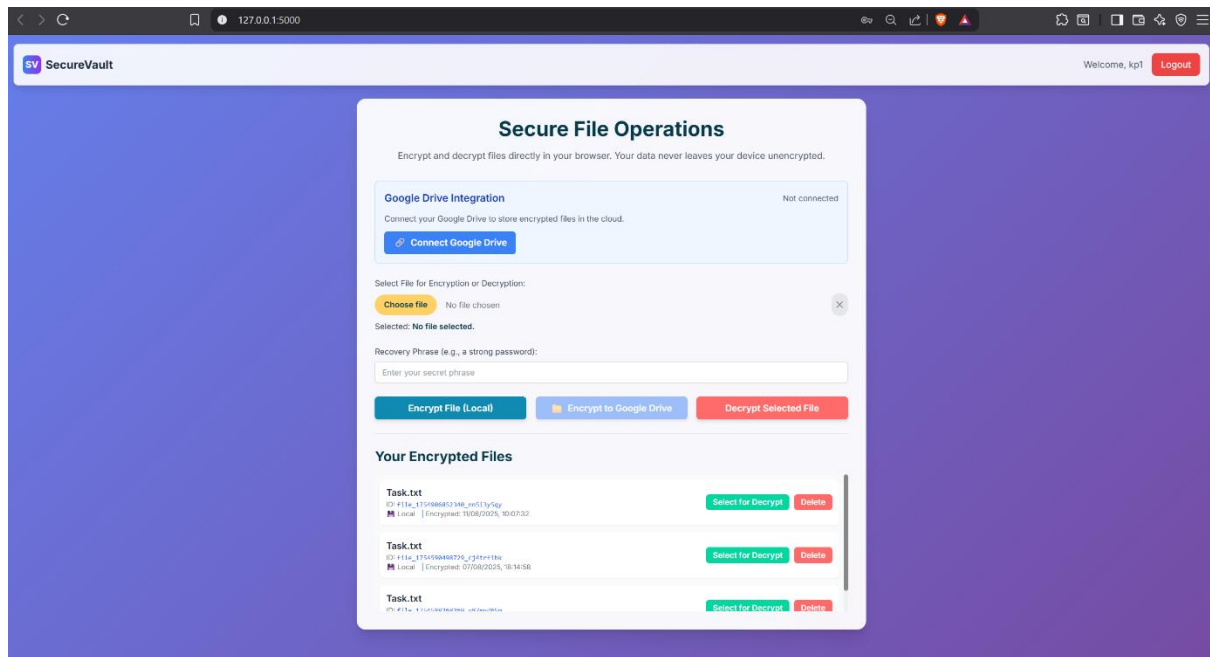 127.0.0.1:5000
SV SecureVault
Welcome, kp1 Logout
Secure File Operations
Encrypt and decrypt files directly in your browser. Your data never leaves your device unencrypted.
Google Drive Integration Not connected
Connect your Google Drive to store encrypted files in the cloud.
Connect Google Drive
Select File for Encryption or Decryption:
Choose file No file chosen
Selected: No file selected.
Recovery Phrase (e.g., a strong password):
Enter your secret phrase
Encrypt File (Local) Encrypt to Google Drive Decrypt Selected File
Your Encrypted Files
Task.txt
ID:
Local | Encrypted: 11/08/2025, 10:07:32
Select for Decrypt Delete
Task.txt
ID:
Local | Encrypted: 07/08/2025, 18:14:58
Select for Decrypt Delete
Task.txt
Select for Decrypt Delete